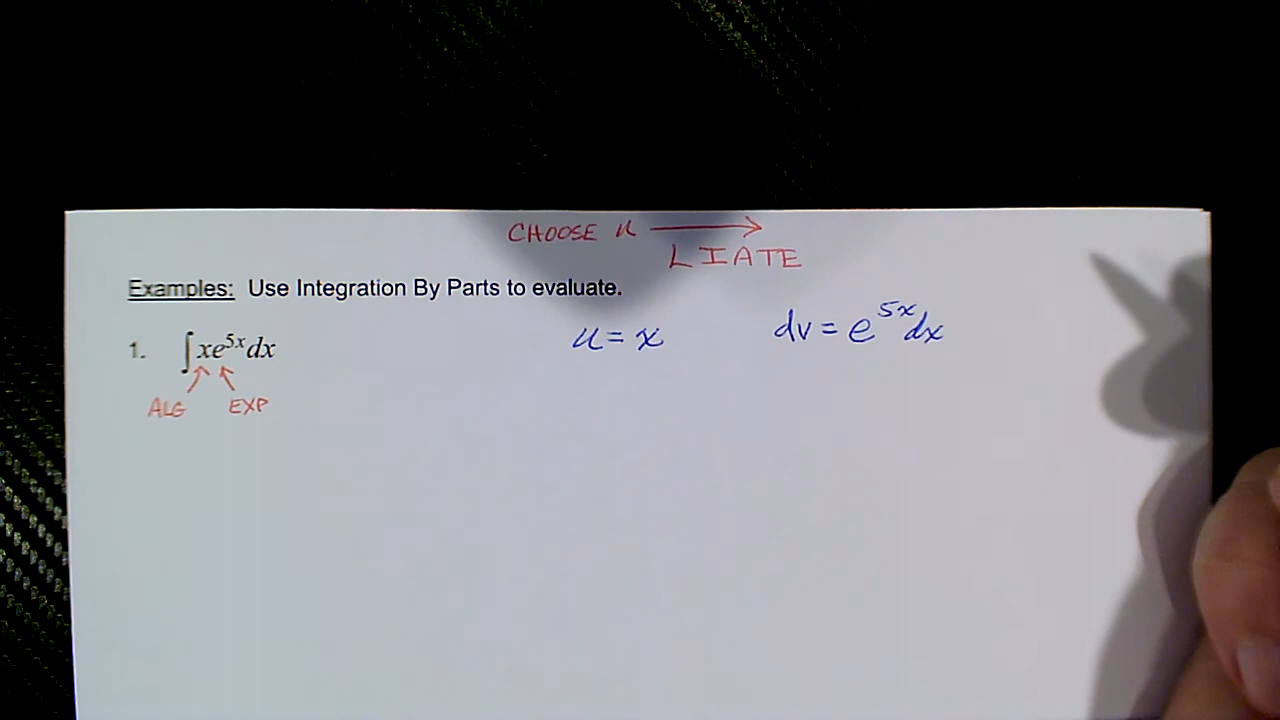 CHOOSE u ⟶
LIATE
Examples: Use Integration By Parts to evaluate.
u = x dv = e^{5x}dx
1. ∫xe^{5x}dx
ALG EXP